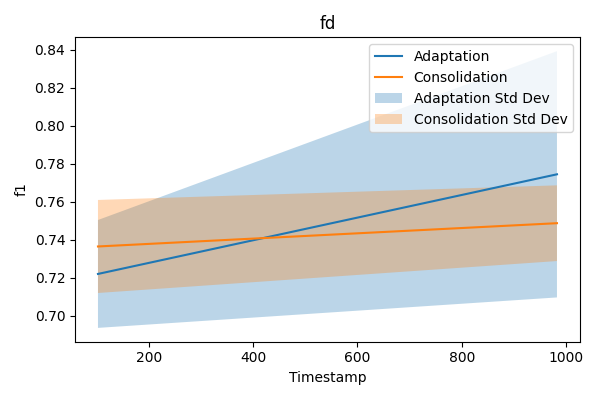 fd
Adaptation
Consolidation
Adaptation Std Dev
Consolidation Std Dev
0.84
0.82
0.80
0.78
0.76
0.74
0.72
0.70
f1
200
400
600
800
1000
Timestamp